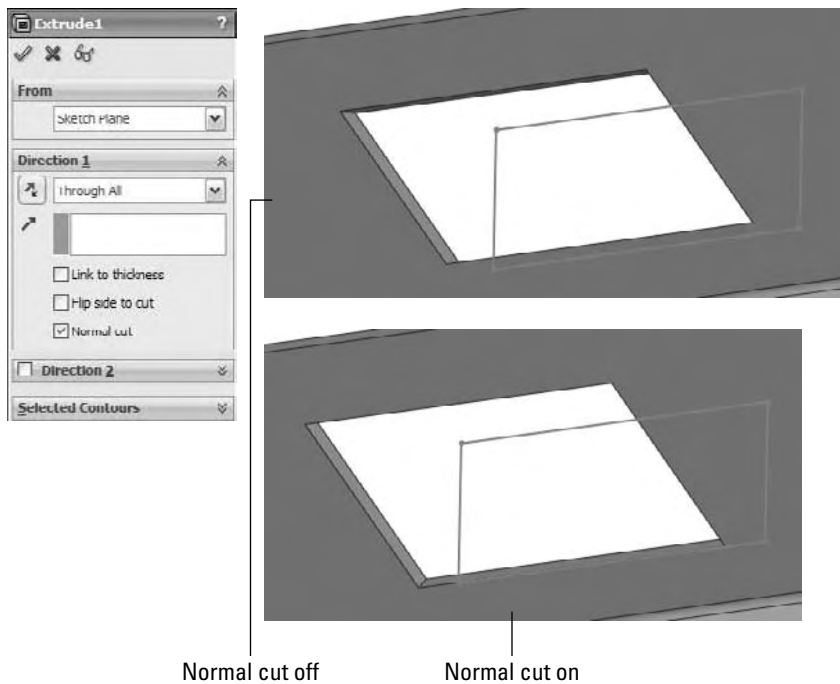 Extrude1 ?
From
Sketch Plane
Direction 1
Through All
Link to thickness
Flip side to cut
Normal cut
Direction 2
Selected Contours
Normal cut off
Normal cut on